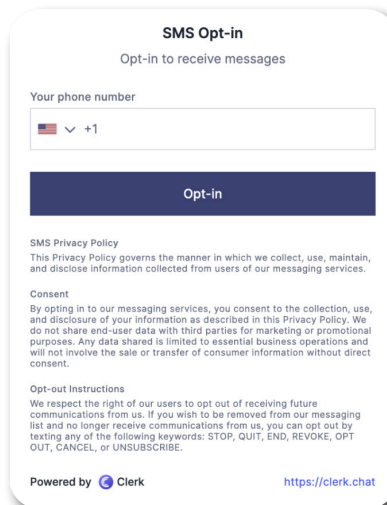 SMS Opt-in
Opt-in to receive messages
Your phone number
+1
Opt-in
SMS Privacy Policy
This Privacy Policy governs the manner in which we collect, use, maintain,
and disclose information collected from users of our messaging services.
Consent
By opting in to our messaging services, you consent to the collection, use,
and disclosure of your information as described in this Privacy Policy. We
do not share end-user data with third parties for marketing or promotional
purposes. Any data shared is limited to essential business operations and
will not involve the sale or transfer of consumer information without direct
consent.
Opt-out Instructions
We respect the right of our users to opt out of receiving future
communications from us. If you wish to be removed from our messaging
list and no longer receive communications from us, you can opt out by
texting any of the following keywords: STOP, QUIT, END, REVOKE, OPT
OUT, CANCEL, or UNSUBSCRIBE.
Powered by Clerk https://clerk.chat